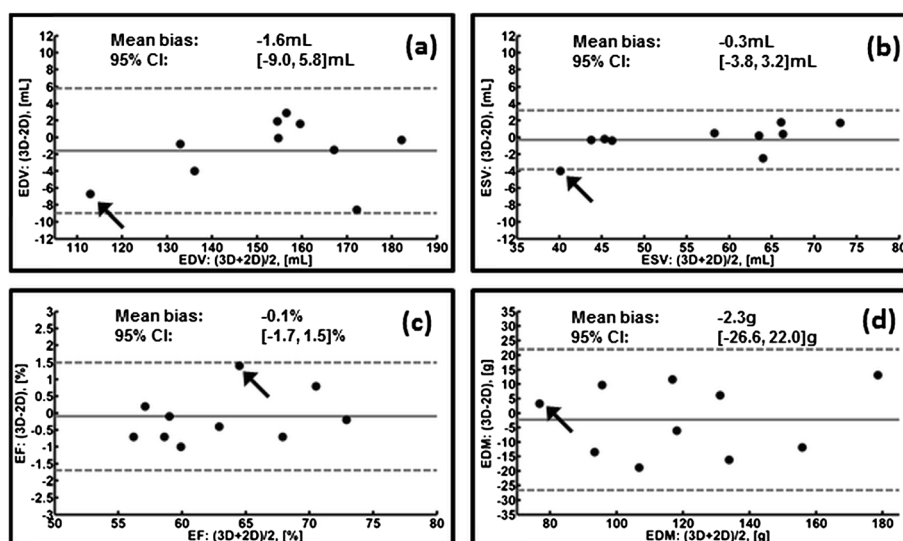 Mean bias: -1.6mL (a)
95% CI: [-9.0, 5.8]mL
EDV: (3D-2D), [mL]
12
10
8
6
4
2
0
-2
-4
-6
-8
-10
-12
110 120 130 140 150 160 170 180 190
EDV: (3D+2D)/2, [mL]
Mean bias: -0.3mL (b)
95% CI: [-3.8, 3.2]mL
ESV: (3D-2D), [mL]
12
10
8
6
4
2
0
-2
-4
-6
-8
-10
-12
35 40 45 50 55 60 65 70 75 80
ESV: (3D+2D)/2, [mL]
Mean bias: -0.1% (c)
95% CI: [-1.7, 1.5]%
EF: (3D-2D), [%]
3
2.5
2
1.5
1
0.5
0
-0.5
-1
-1.5
-2
-2.5
-3
50 55 60 65 70 75 80
EF: (3D+2D)/2, [%]
Mean bias: -2.3g (d)
95% CI: [-26.6, 22.0]g
EDM: (3D-2D), [g]
35
30
25
20
15
10
5
0
-5
-10
-15
-20
-25
-30
-35
80 100 120 140 160 180
EDM: (3D+2D)/2, [g]